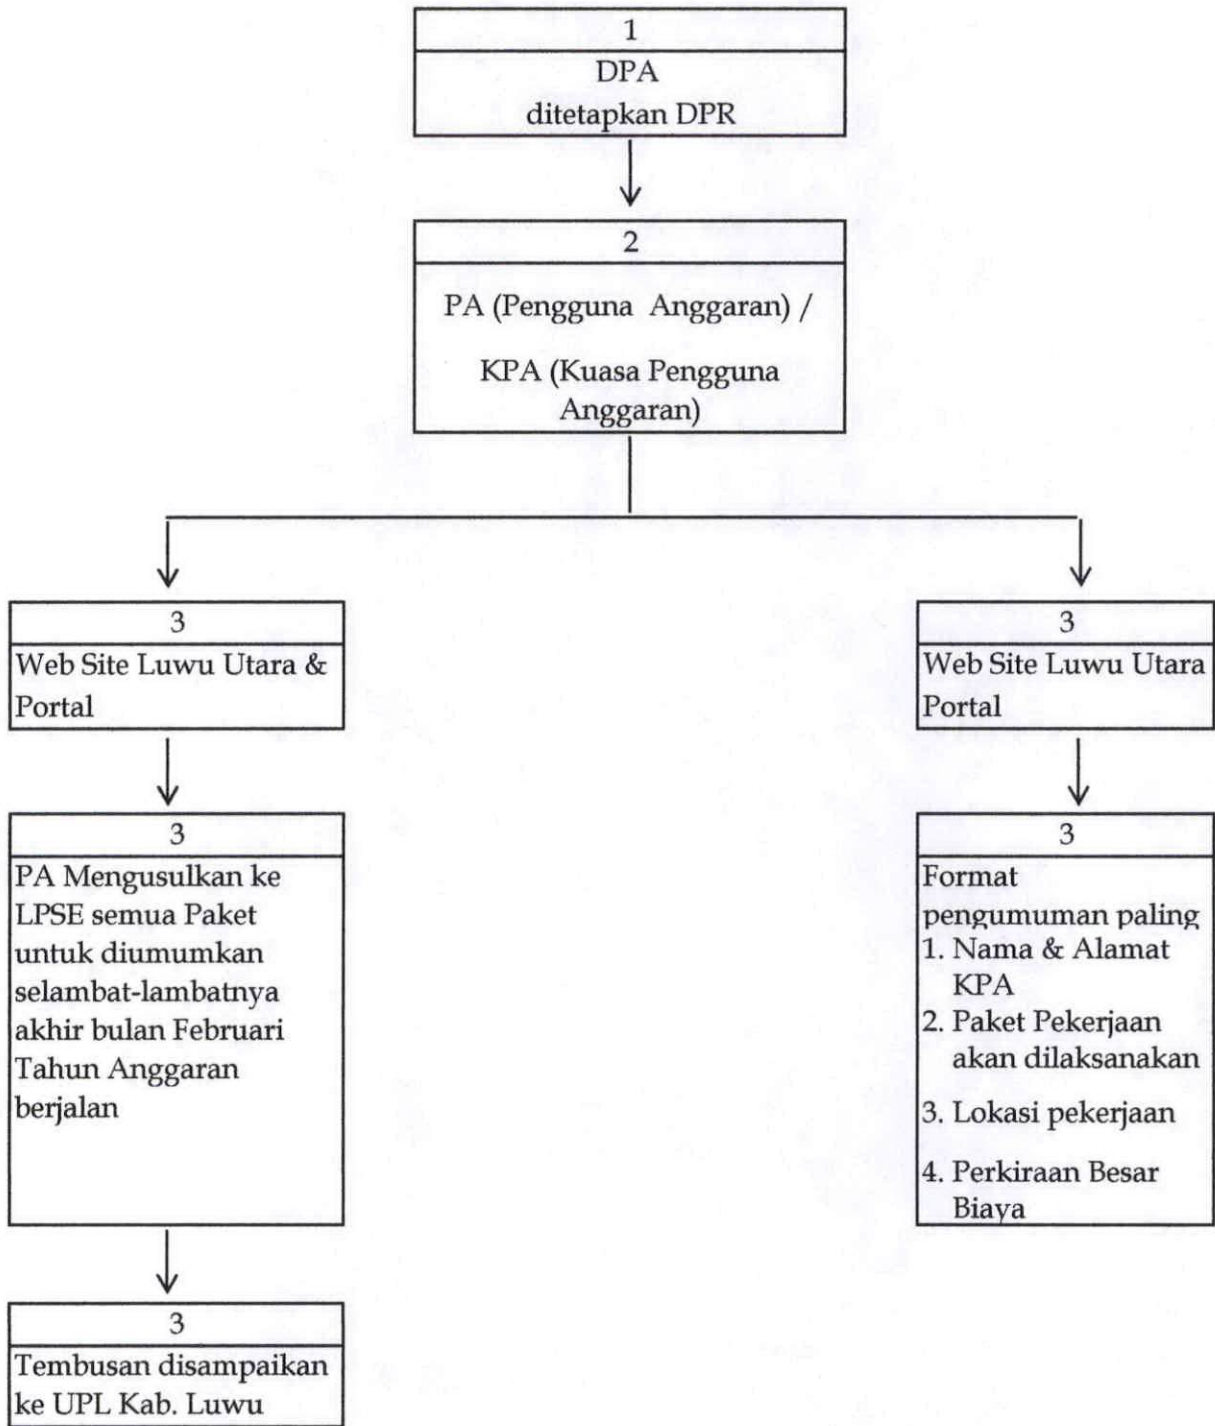 1
DPA
ditetapkan DPR
2
PA (Pengguna Anggaran) /
KPA (Kuasa Pengguna
Anggaran)
3
Web Site Luwu Utara &
Portal
3
PA Mengusulkan ke
LPSE semua Paket
untuk diumumkan
selambat-lambatnya
akhir bulan Februari
Tahun Anggaran
berjalan
3
Tembusan disampaikan
ke UPL Kab. Luwu
3
Web Site Luwu Utara
Portal
3
Format
pengumuman paling
1. Nama & Alamat
KPA
2. Paket Pekerjaan
akan dilaksanakan
3. Lokasi pekerjaan
4. Perkiraan Besar
Biaya